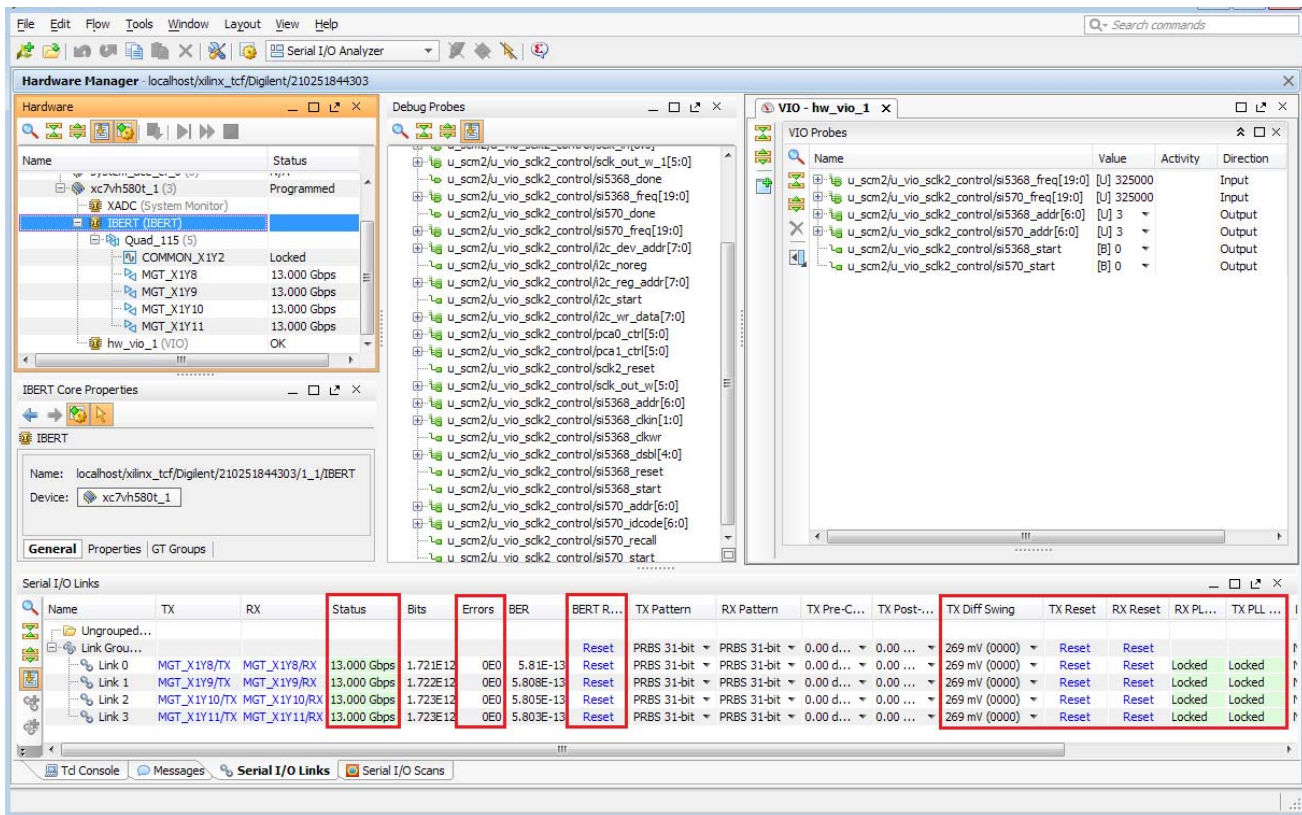 File Edit Flow Tools Window Layout View Help
Search commands
Serial I/O Analyzer
Hardware Manager - localhost/xilinx_tcf/Digilent/210251844303
Hardware
Name Status
xc7vh580t_1 (3) Programmed
XADC (System Monitor)
IBERT (IBERT)
Quad_115 (5)
COMMON_X1Y2 Locked
MGT_X1Y8 13.000 Gbps
MGT_X1Y9 13.000 Gbps
MGT_X1Y10 13.000 Gbps
MGT_X1Y11 13.000 Gbps
hw_vio_1 (VIO) OK
IBERT Core Properties
IBERT
Name: localhost/xilinx_tcf/Digilent/210251844303/1_1/IBERT
Device: xc7vh580t_1
General Properties GT Groups
Debug Probes
u_scm2/u_vio_sclk2_control/sclk_out_w_1[5:0]
u_scm2/u_vio_sclk2_control/si5368_done
u_scm2/u_vio_sclk2_control/si5368_freq[19:0]
u_scm2/u_vio_sclk2_control/si570_done
u_scm2/u_vio_sclk2_control/si570_freq[19:0]
u_scm2/u_vio_sclk2_control/i2c_dev_addr[7:0]
u_scm2/u_vio_sclk2_control/i2c_noreg
u_scm2/u_vio_sclk2_control/i2c_reg_addr[7:0]
u_scm2/u_vio_sclk2_control/i2c_start
u_scm2/u_vio_sclk2_control/i2c_wr_data[7:0]
u_scm2/u_vio_sclk2_control/pca0_ctrl[5:0]
u_scm2/u_vio_sclk2_control/pca1_ctrl[5:0]
u_scm2/u_vio_sclk2_control/sclk2_reset
u_scm2/u_vio_sclk2_control/sclk_out_w[5:0]
u_scm2/u_vio_sclk2_control/si5368_addr[6:0]
u_scm2/u_vio_sclk2_control/si5368_clkin[1:0]
u_scm2/u_vio_sclk2_control/si5368_clkwr
u_scm2/u_vio_sclk2_control/si5368_dsbl[4:0]
u_scm2/u_vio_sclk2_control/si5368_reset
u_scm2/u_vio_sclk2_control/si5368_start
u_scm2/u_vio_sclk2_control/si570_addr[6:0]
u_scm2/u_vio_sclk2_control/si570_idcode[6:0]
u_scm2/u_vio_sclk2_control/si570_recall
u_scm2/u_vio_sclk2_control/si570_start
VIO - hw_vio_1
VIO Probes
Name Value Activity Direction
u_scm2/u_vio_sclk2_control/si5368_freq[19:0] [U] 325000 Input
u_scm2/u_vio_sclk2_control/si570_freq[19:0] [U] 325000 Input
u_scm2/u_vio_sclk2_control/si5368_addr[6:0] [U] 3 Output
u_scm2/u_vio_sclk2_control/si570_addr[6:0] [U] 3 Output
u_scm2/u_vio_sclk2_control/si5368_start [B] 0 Output
u_scm2/u_vio_sclk2_control/si570_start [B] 0 Output
Serial I/O Links
Name TX RX Status Bits Errors BER BERT R... TX Pattern RX Pattern TX Pre-C... TX Post-... TX Diff Swing TX Reset RX Reset RX PL... TX PLL ...
Ungrouped...
Link Grou... Reset PRBS 31-bit PRBS 31-bit 0.00 d... 0.00 ... 269 mV (0000) Reset Reset
Link 0 MGT_X1Y8/TX MGT_X1Y8/RX 13.000 Gbps 1.721E12 0E0 5.81E-13 Reset PRBS 31-bit PRBS 31-bit 0.00 d... 0.00 ... 269 mV (0000) Reset Reset Locked Locked
Link 1 MGT_X1Y9/TX MGT_X1Y9/RX 13.000 Gbps 1.722E12 0E0 5.808E-13 Reset PRBS 31-bit PRBS 31-bit 0.00 d... 0.00 ... 269 mV (0000) Reset Reset Locked Locked
Link 2 MGT_X1Y10/TX MGT_X1Y10/RX 13.000 Gbps 1.723E12 0E0 5.805E-13 Reset PRBS 31-bit PRBS 31-bit 0.00 d... 0.00 ... 269 mV (0000) Reset Reset Locked Locked
Link 3 MGT_X1Y11/TX MGT_X1Y11/RX 13.000 Gbps 1.723E12 0E0 5.803E-13 Reset PRBS 31-bit PRBS 31-bit 0.00 d... 0.00 ... 269 mV (0000) Reset Reset Locked Locked
Tcl Console Messages Serial I/O Links Serial I/O Scans